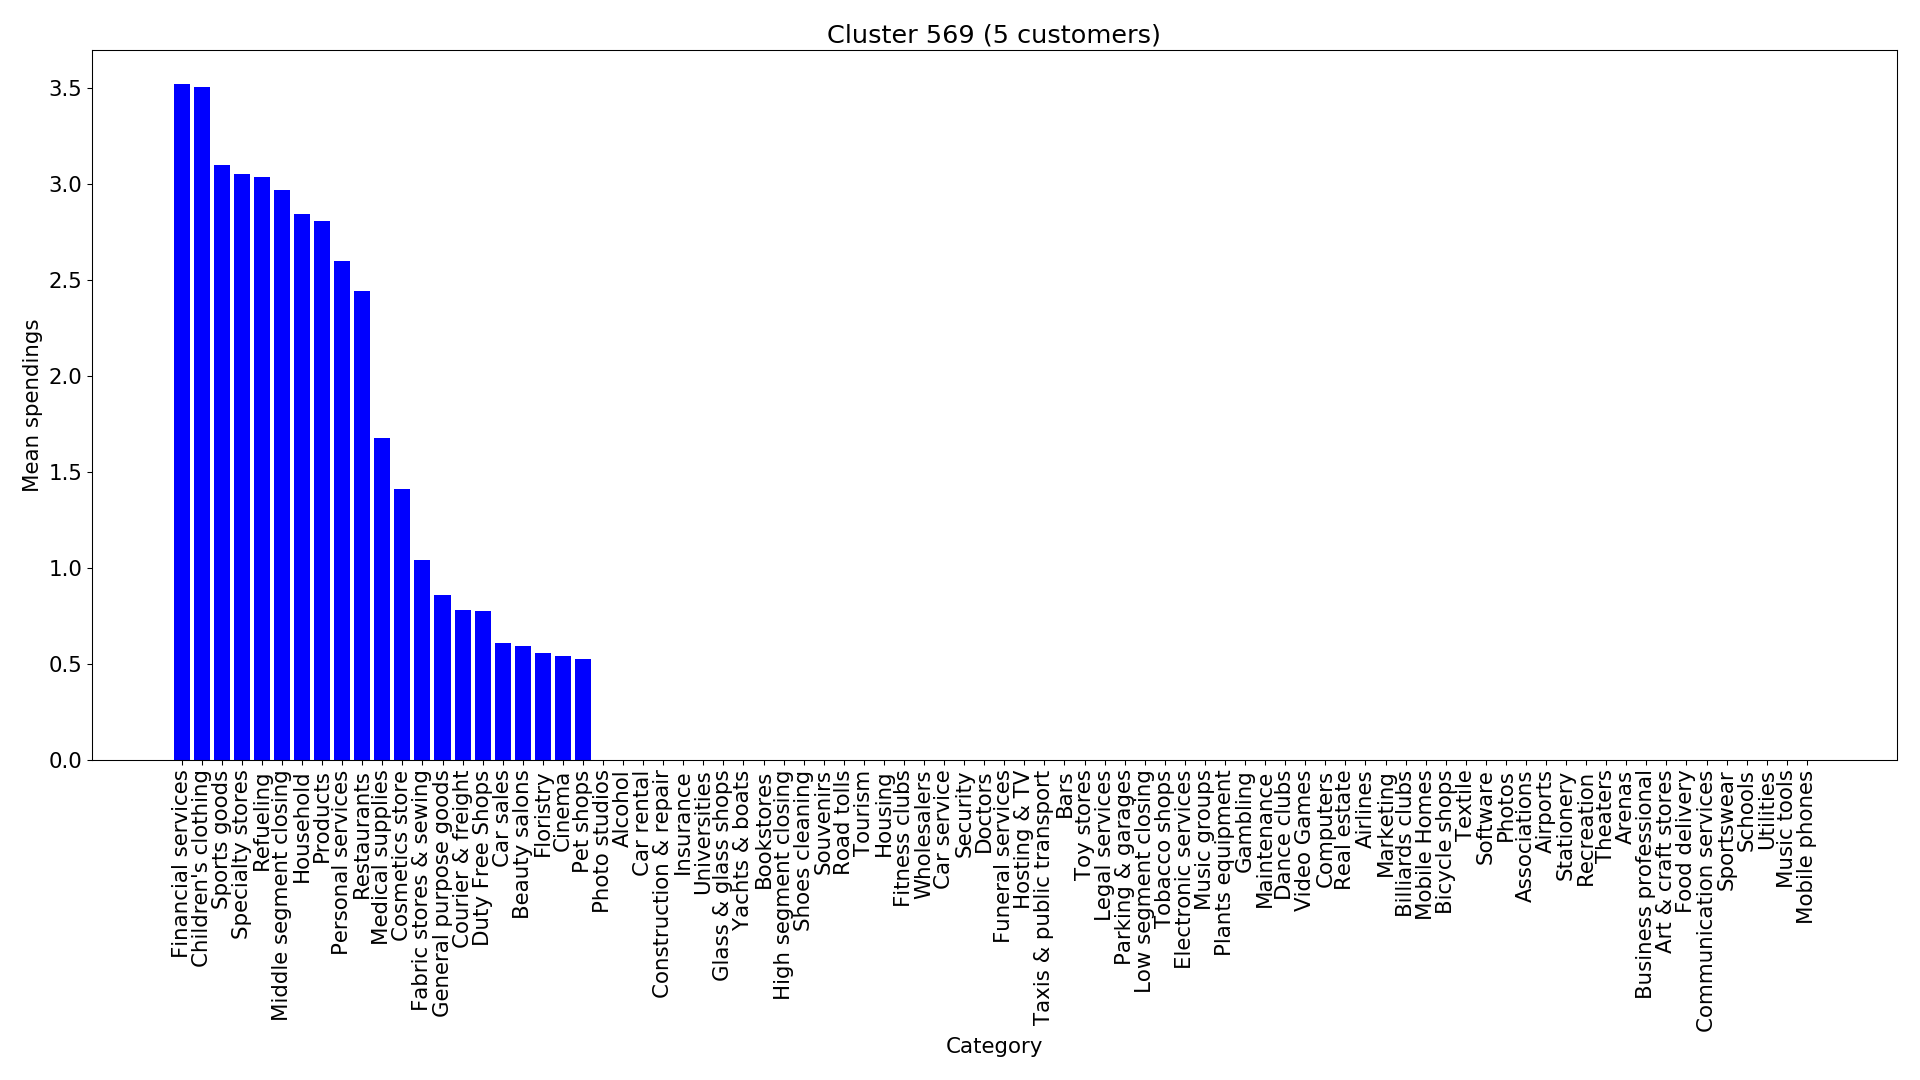 Cluster 569 (5 customers)
Mean spendings
3.5
3.0
2.5
2.0
1.5
1.0
0.5
0.0
Financial services
Children's clothing
Sports goods
Specialty stores
Refueling
Middle segment closing
Household
Products
Personal services
Restaurants
Medical supplies
Cosmetics store
Fabric stores & sewing
General purpose goods
Courier & freight
Duty Free Shops
Car sales
Beauty salons
Floristry
Cinema
Pet shops
Photo studios
Alcohol
Car rental
Construction & repair
Insurance
Universities
Glass & glass shops
Yachts & boats
Bookstores
High segment closing
Shoes cleaning
Souvenirs
Road tolls
Tourism
Housing
Fitness clubs
Wholesalers
Car service
Security
Doctors
Funeral services
Hosting & TV
Taxis & public transport
Bars
Toy stores
Legal services
Parking & garages
Low segment closing
Tobacco shops
Electronic services
Music groups
Plants equipment
Gambling
Maintenance
Dance clubs
Video Games
Computers
Real estate
Airlines
Marketing
Billiards clubs
Mobile Homes
Bicycle shops
Textile
Software
Photos
Associations
Airports
Stationery
Recreation
Theaters
Arenas
Business professional
Art & craft stores
Food delivery
Communication services
Sportswear
Schools
Utilities
Music tools
Mobile phones
Category